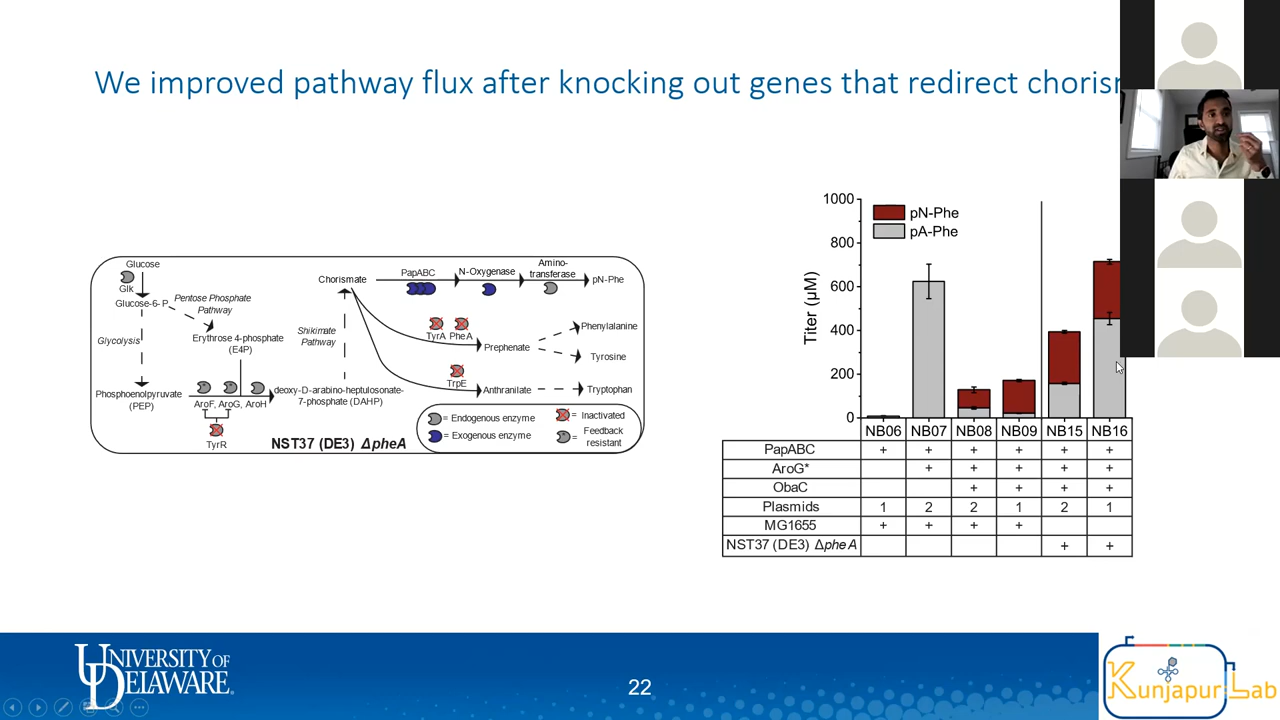 We improved pathway flux after knocking out genes that redirect
Glucose
Glk
Glucose-6- P
Pentose Phosphate
Pathway
Glycolysis
Erythrose 4-phosphate
(E4P)
Phosphoenolpyruvate
(PEP)
AroF, AroG, AroH
TyrR
deoxy-D-arabino-heptulosonate-
7-phosphate (DAHP)
Shikimate
Pathway
Chorismate
PapABC
N-Oxygenase
Amino-
transferase
pN-Phe
TyrA PheA
Prephenate
Phenylalanine
Tyrosine
TrpE
Anthranilate
Tryptophan
NST37 (DE3) ΔpheA
= Endogenous enzyme
= Exogenous enzyme
= Inactivated
= Feedback
resistant
Titer (μM)
1000
800
600
400
200
0
pN-Phe
pA-Phe
NB06 NB07 NB08 NB09 NB15 NB16
PapABC + + + + + +
AroG* + + + + +
ObaC + + + +
Plasmids 1 2 2 1 2 1
MG1655 + + + +
NST37 (DE3) ΔpheA + +
UNIVERSITY OF
DELAWARE
22
Kunjapur Lab